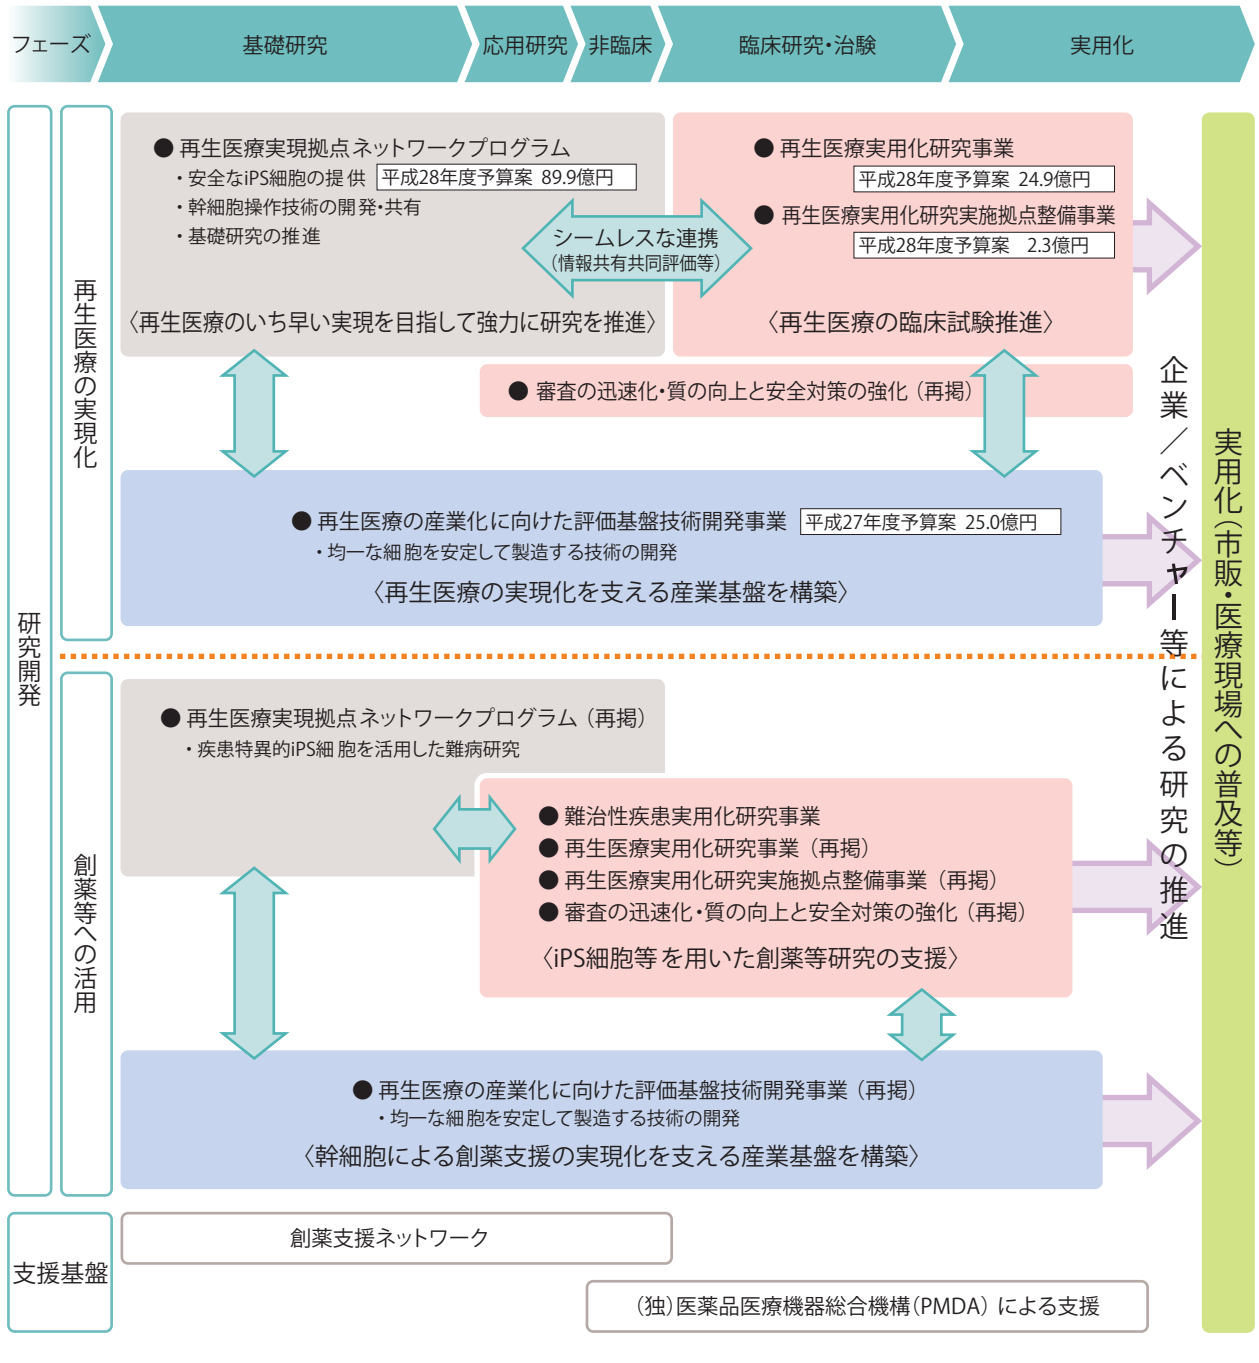 フェーズ
基礎研究
応用研究
非臨床
臨床研究・治験
実用化
研究開発
再生医療の実現化
●再生医療実現拠点ネットワークプログラム
・安全なiPS細胞の提供 平成28年度予算案 89.9億円
・幹細胞操作技術の開発・共有
・基礎研究の推進
〈再生医療のいち早い実現を目指して強力に研究を推進〉
シームレスな連携
（情報共有共同評価等）
●再生医療実用化研究事業
平成28年度予算案 24.9億円
●再生医療実用化研究実施拠点整備事業
平成28年度予算案 2.3億円
〈再生医療の臨床試験推進〉
●審査の迅速化・質の向上と安全対策の強化（再掲）
●再生医療の産業化に向けた評価基盤技術開発事業 平成27年度予算案 25.0億円
・均一な細胞を安定して製造する技術の開発
〈再生医療の実現化を支える産業基盤を構築〉
創薬等への活用
●再生医療実現拠点ネットワークプログラム（再掲）
・疾患特異的iPS細胞を活用した難病研究
●難治性疾患実用化研究事業
●再生医療実用化研究事業（再掲）
●再生医療実用化研究実施拠点整備事業（再掲）
●審査の迅速化・質の向上と安全対策の強化（再掲）
〈iPS細胞等を用いた創薬等研究の支援〉
●再生医療の産業化に向けた評価基盤技術開発事業（再掲）
・均一な細胞を安定して製造する技術の開発
〈幹細胞による創薬支援の実現化を支える産業基盤を構築〉
企業／ベンチャー等による研究の推進
実用化（市販・医療現場への普及等）
支援基盤
創薬支援ネットワーク
（独）医薬品医療機器総合機構（PMDA）による支援